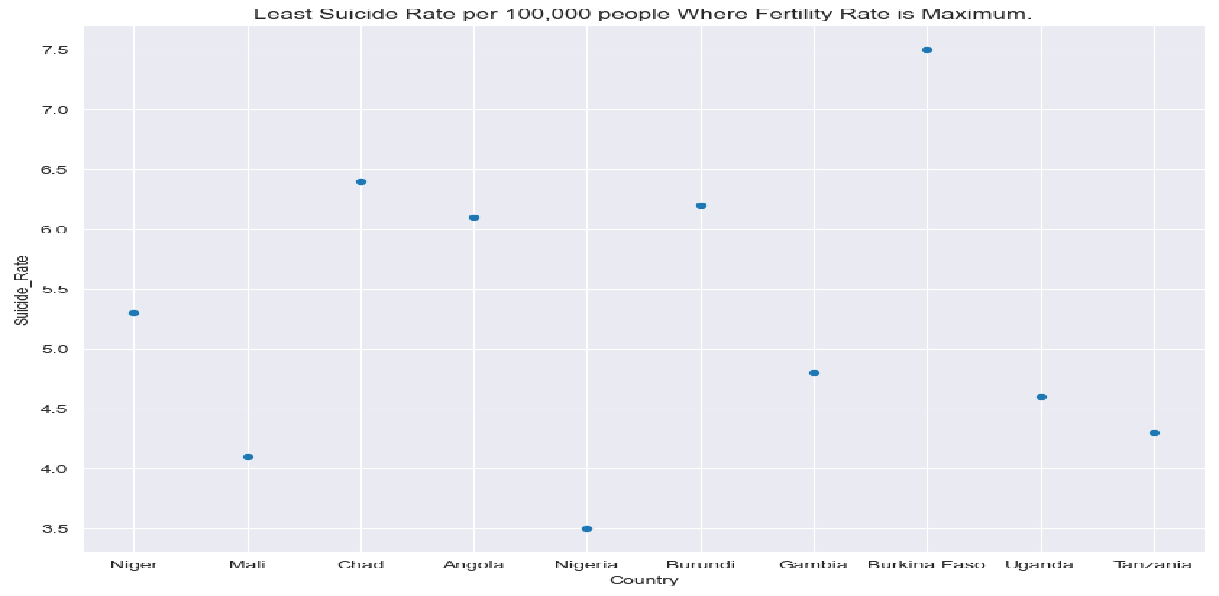 Least Suicide Rate per 100,000 people Where Fertility Rate is Maximum.
7.5
7.0
6.5
6.0
5.5
5.0
4.5
4.0
3.5
Suicide_Rate
Niger Mali Chad Angola Nigeria Burundi Gambia Burkina Faso Uganda Tanzania
Country